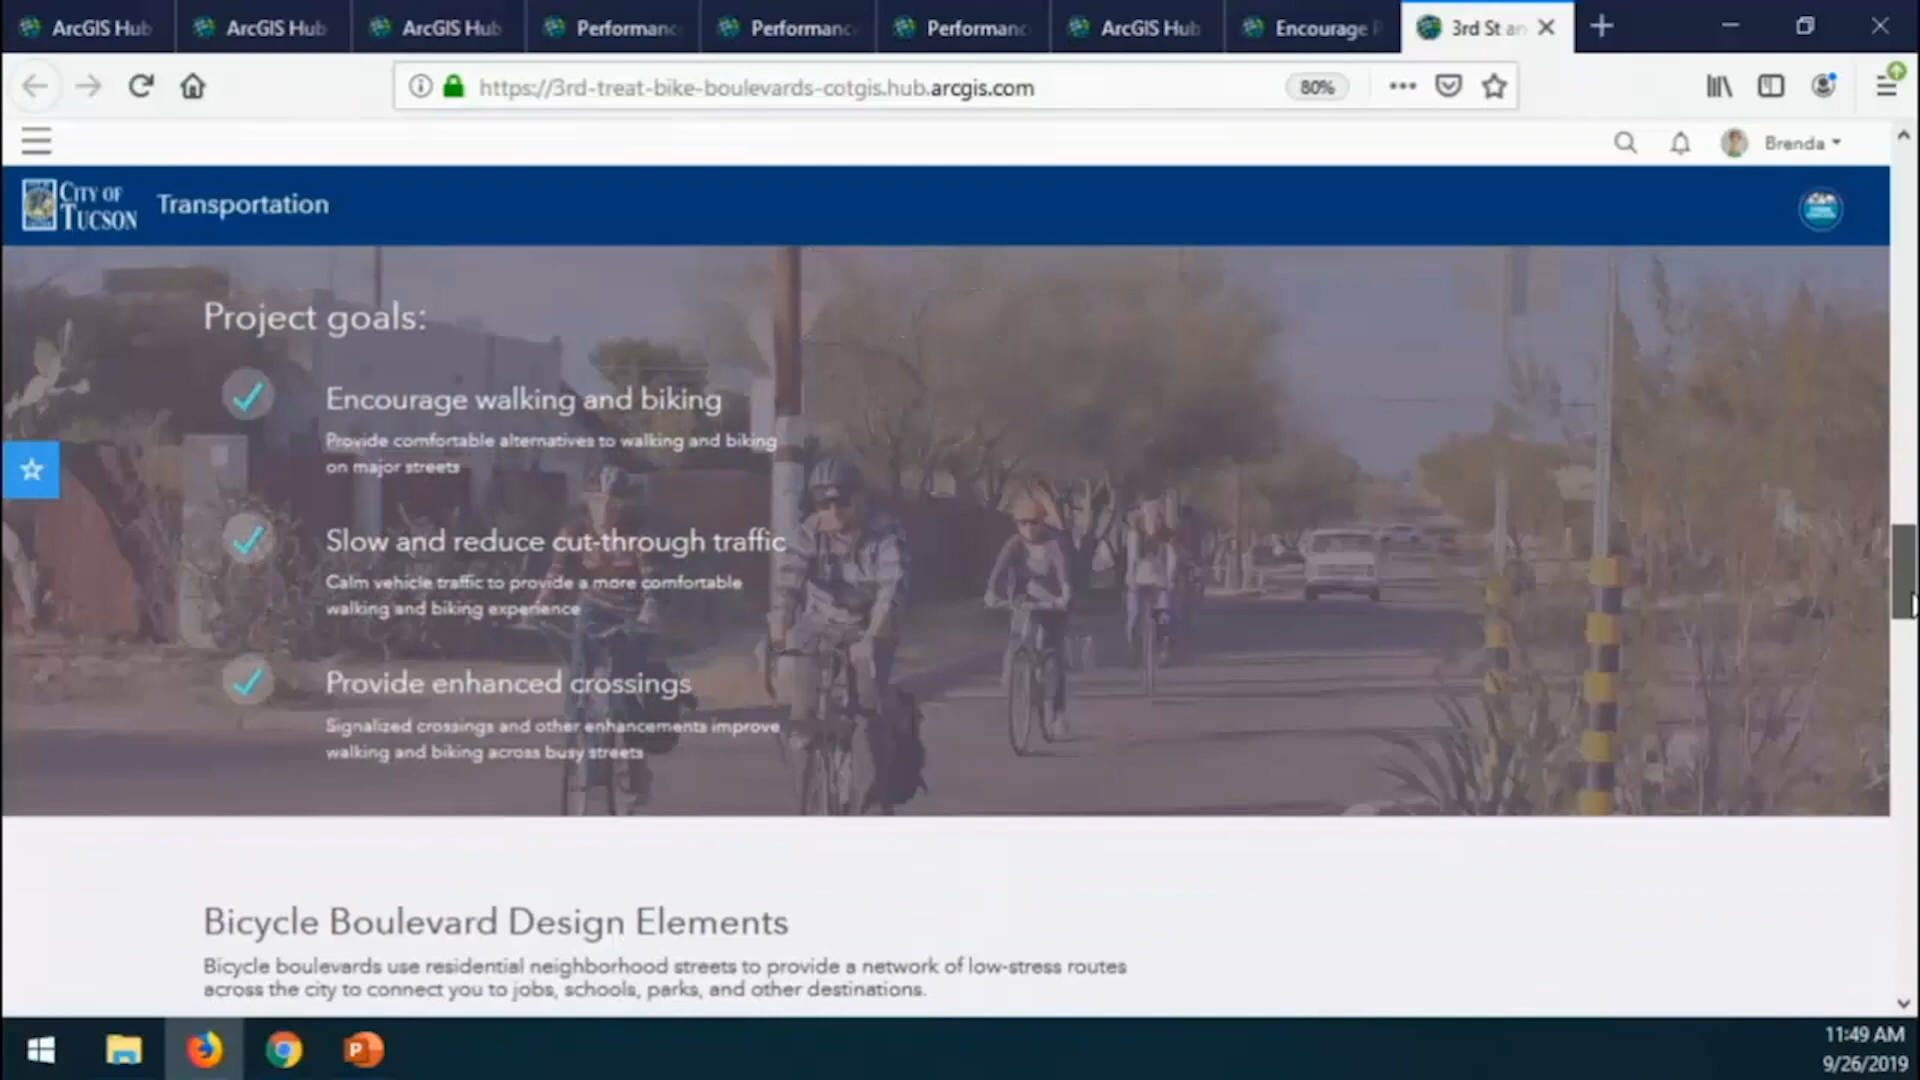 ArcGIS Hub
ArcGIS Hub
ArcGIS Hub
Performanc
Performanc
Performanc
ArcGIS Hub
Encourage P
3rd St an
https://3rd-treat-bike-boulevards-cotgis.hub.arcgis.com
80%
Brenda
CITY OF
TUCSON
Transportation
Project goals:
Encourage walking and biking
Provide comfortable alternatives to walking and biking
on major streets
Slow and reduce cut-through traffic
Calm vehicle traffic to provide a more comfortable
walking and biking experience
Provide enhanced crossings
Signalized crossings and other enhancements improve
walking and biking across busy streets
Bicycle Boulevard Design Elements
Bicycle boulevards use residential neighborhood streets to provide a network of low-stress routes
across the city to connect you to jobs, schools, parks, and other destinations.
11:49 AM
9/26/2019